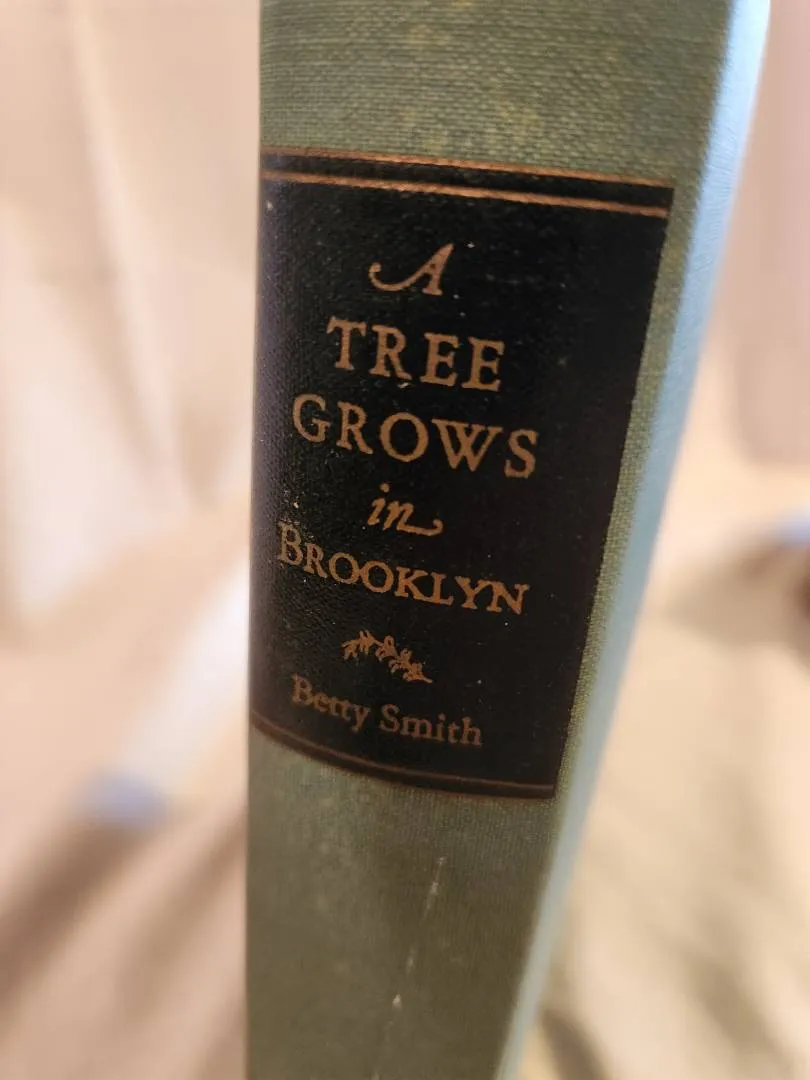 A
TREE
GROWS
in
BROOKLYN
Betty Smith